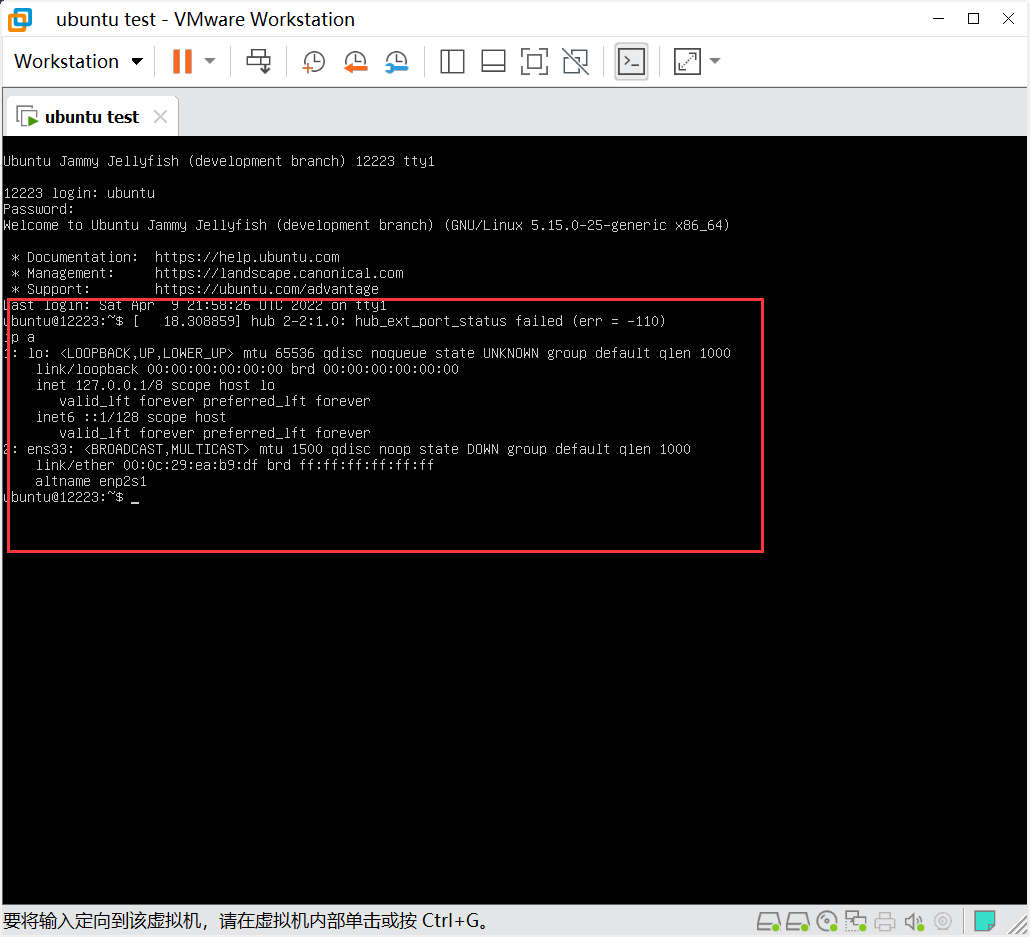 ubuntu test - VMware Workstation
Workstation
ubuntu test
Ubuntu Jammy Jellyfish (development branch) 12223 tty1
12223 login: ubuntu
Password:
Welcome to Ubuntu Jammy Jellyfish (development branch) (GNU/Linux 5.15.0-25-generic x86_64)
* Documentation:  https://help.ubuntu.com
* Management:     https://landscape.canonical.com
* Support:        https://ubuntu.com/advantage
Last login: Sat Apr  9 21:58:26 UTC 2022 on tty1
ubuntu@12223:~$ [   18.308859] hub 2-2:1.0: hub_ext_port_status failed (err = -110)
ip a
1: lo: <LOOPBACK,UP,LOWER_UP> mtu 65536 qdisc noqueue state UNKNOWN group default qlen 1000
link/loopback 00:00:00:00:00:00 brd 00:00:00:00:00:00
inet 127.0.0.1/8 scope host lo
valid_lft forever preferred_lft forever
inet6 ::1/128 scope host
valid_lft forever preferred_lft forever
2: ens33: <BROADCAST,MULTICAST> mtu 1500 qdisc noop state DOWN group default qlen 1000
link/ether 00:0c:29:ea:b9:df brd ff:ff:ff:ff:ff:ff
altname enp2s1
ubuntu@12223:~$ _
要将输入定向到该虚拟机，请在虚拟机内部单击或按 Ctrl+G。